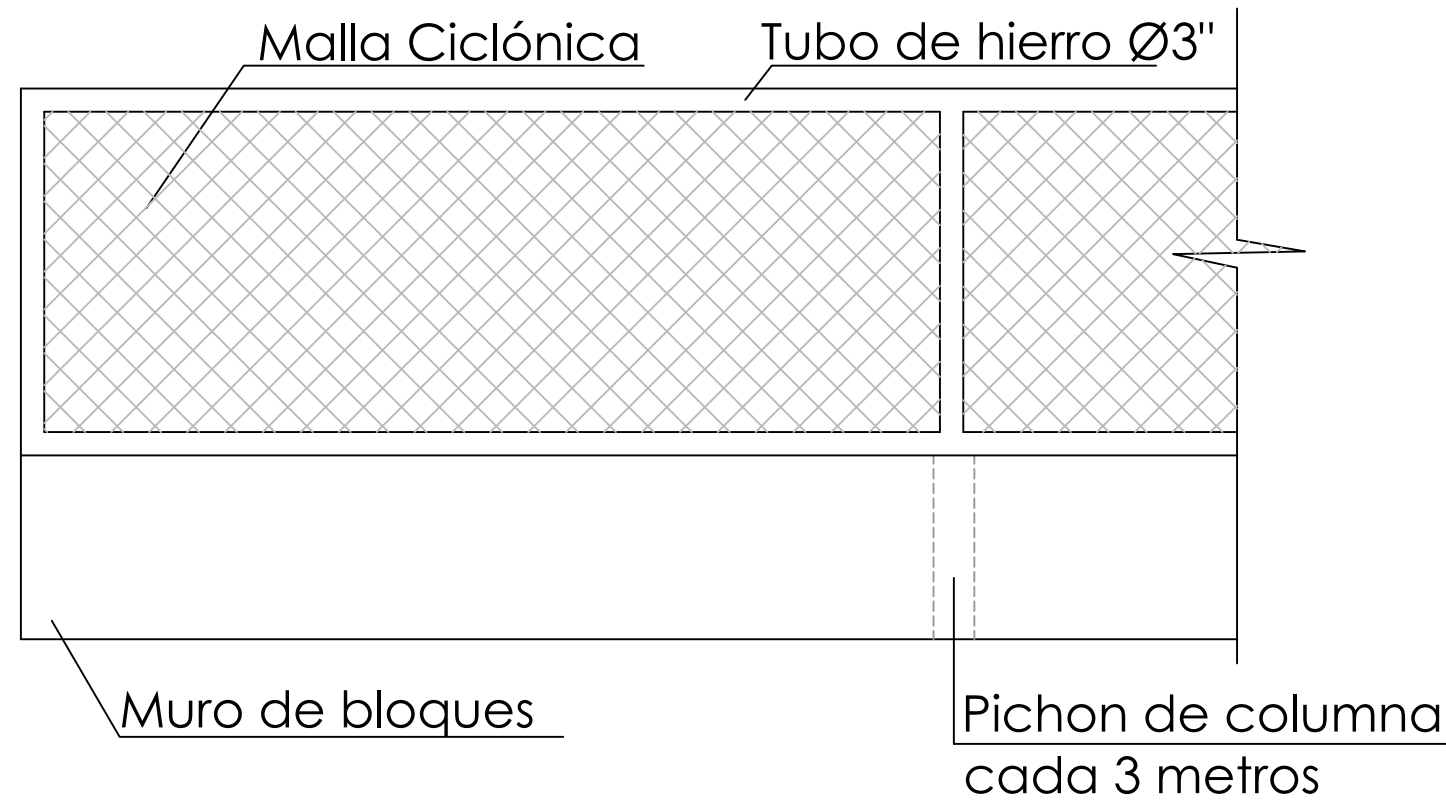 Malla Ciclónica
Tubo de hierro Ø3"
Muro de bloques
Pichon de columna
cada 3 metros